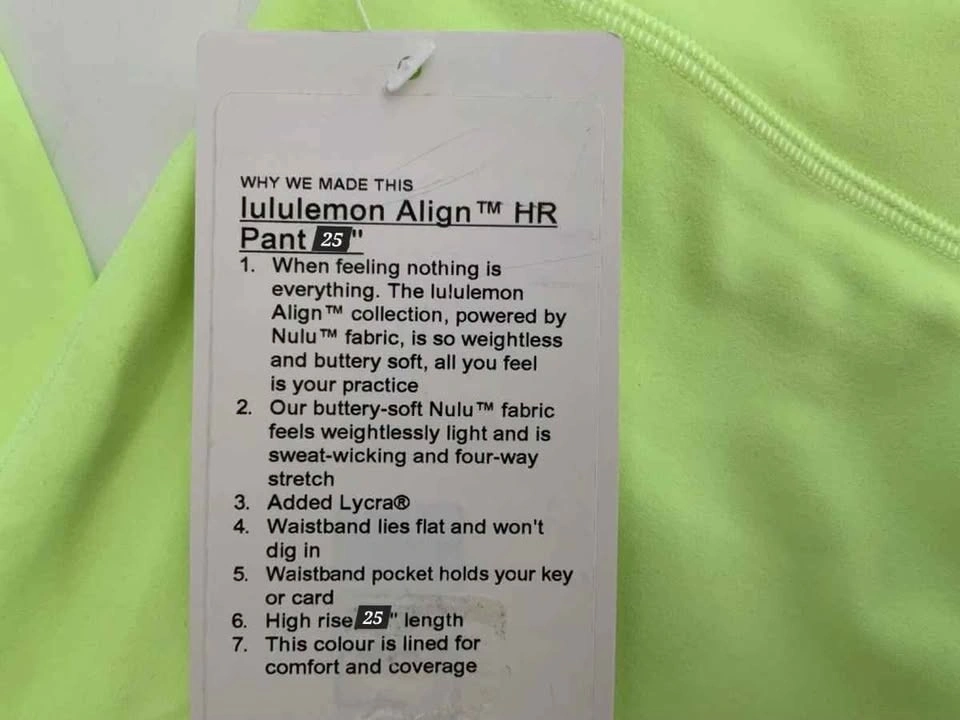 WHY WE MADE THIS
lululemon Align™ HR
Pant 25"
1. When feeling nothing is
everything. The lululemon
Align™ collection, powered by
Nulu™ fabric, is so weightless
and buttery soft, all you feel
is your practice
2. Our buttery-soft Nulu™ fabric
feels weightlessly light and is
sweat-wicking and four-way
stretch
3. Added Lycra®
4. Waistband lies flat and won't
dig in
5. Waistband pocket holds your key
or card
6. High rise 25" length
7. This colour is lined for
comfort and coverage